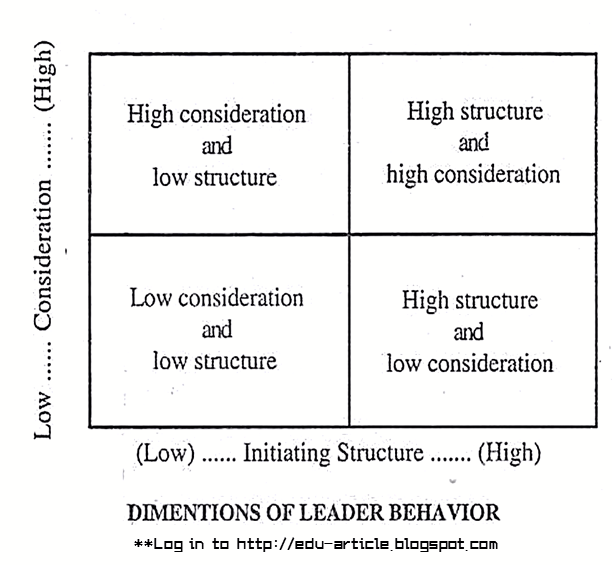 High consideration
and
low structure
High structure
and
high consideration
Low consideration
and
low structure
High structure
and
low consideration
Low ...... Consideration ....... (High)
(Low) ...... Initiating Structure ....... (High)
DIMENTIONS OF LEADER BEHAVIOR
**Log in to http://edu-article.blogspot.com